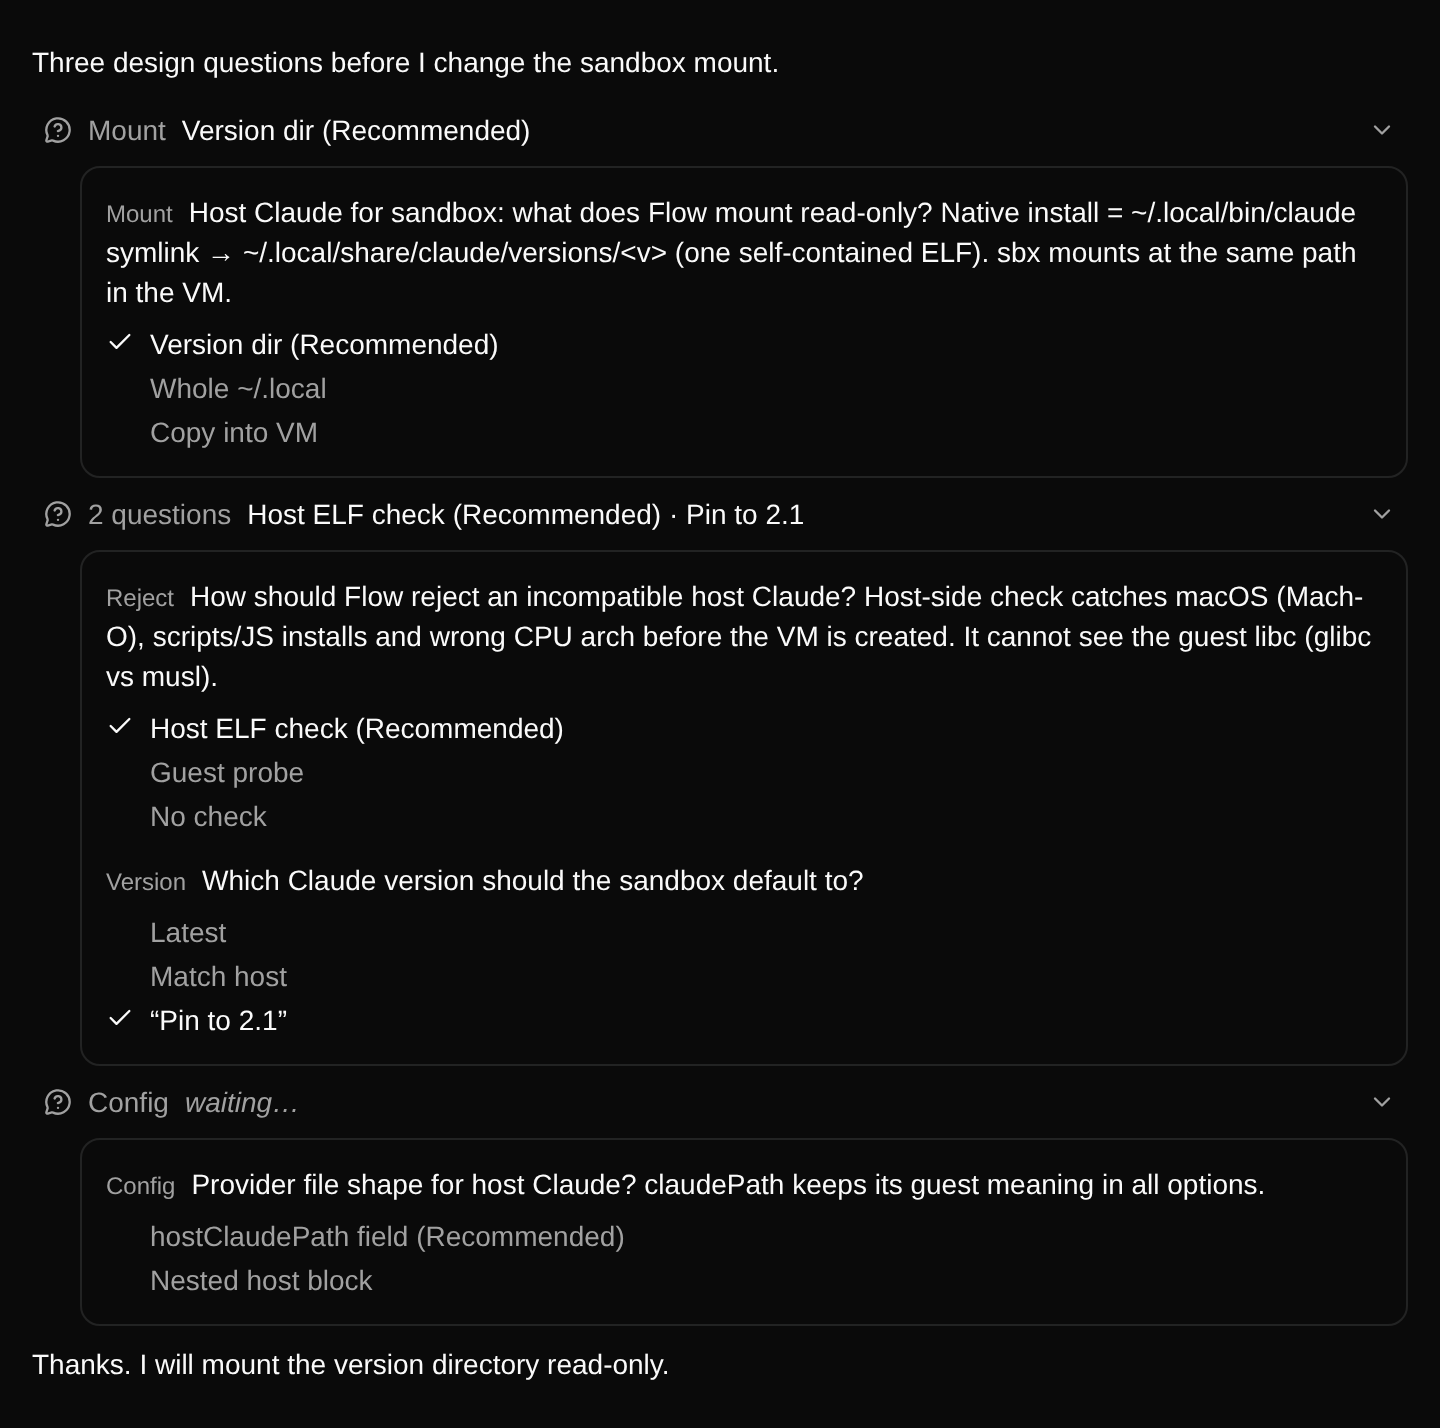 Three design questions before I change the sandbox mount.
Mount Version dir (Recommended)
Mount Host Claude for sandbox: what does Flow mount read-only? Native install = ~/.local/bin/claude
symlink → ~/.local/share/claude/versions/<v> (one self-contained ELF). sbx mounts at the same path
in the VM.
Version dir (Recommended)
Whole ~/.local
Copy into VM
2 questions Host ELF check (Recommended) · Pin to 2.1
Reject How should Flow reject an incompatible host Claude? Host-side check catches macOS (Mach-
O), scripts/JS installs and wrong CPU arch before the VM is created. It cannot see the guest libc (glibc
vs musl).
Host ELF check (Recommended)
Guest probe
No check
Version Which Claude version should the sandbox default to?
Latest
Match host
“Pin to 2.1”
Config waiting…
Config Provider file shape for host Claude? claudePath keeps its guest meaning in all options.
hostClaudePath field (Recommended)
Nested host block
Thanks. I will mount the version directory read-only.